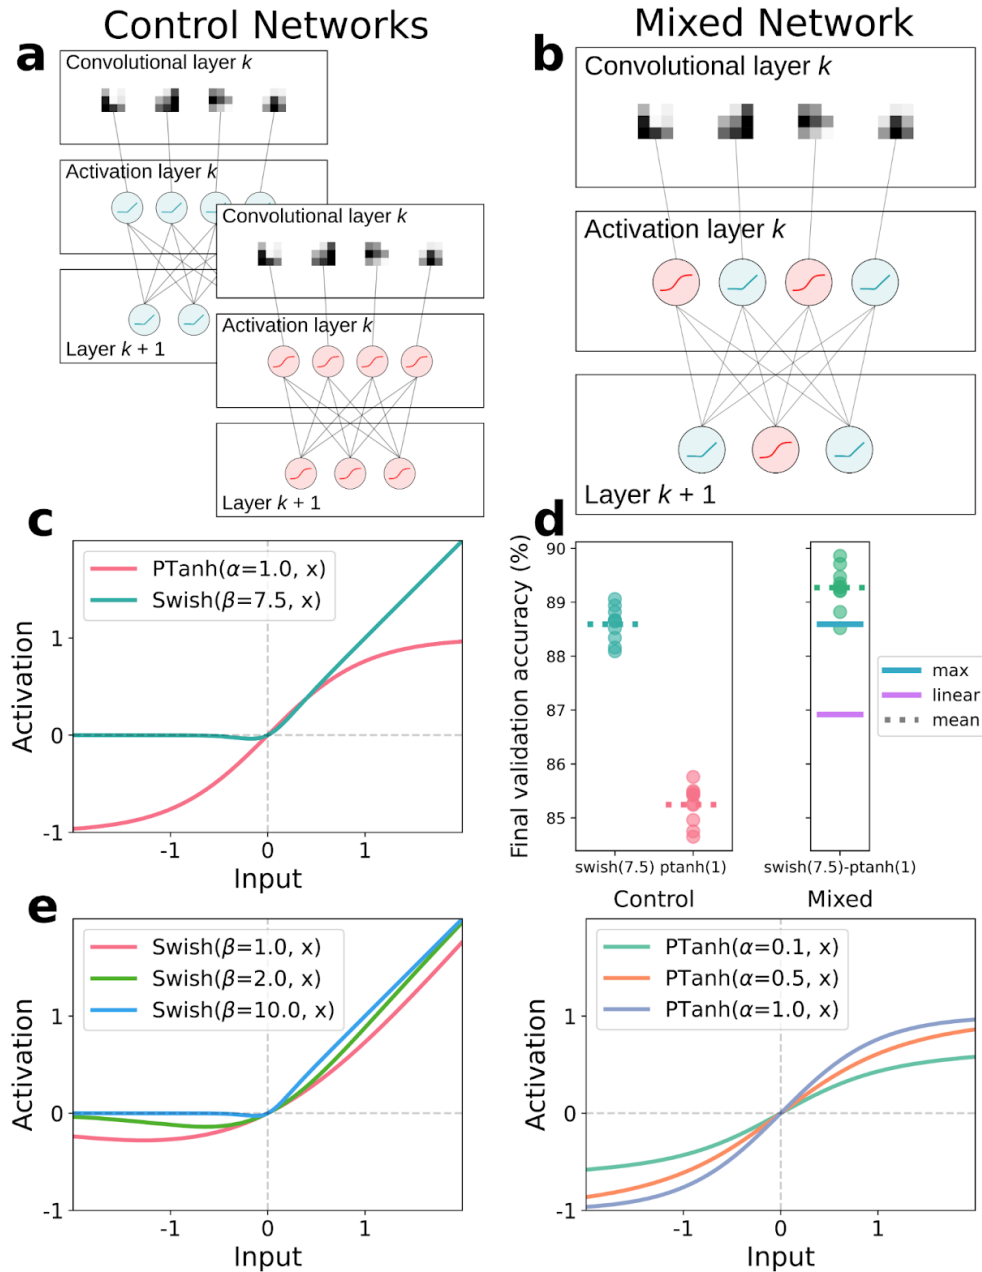 Control Networks
Mixed Network
a
Convolutional layer k
Activation layer k
Layer k + 1
Convolutional layer k
Activation layer k
Layer k + 1
b
Convolutional layer k
Activation layer k
Layer k + 1
c
PTanh(α=1.0, x)
Swish(β=7.5, x)
Activation
1
0
-1
-1
0
1
Input
d
Final validation accuracy (%)
90
89
88
87
86
85
swish(7.5) ptanh(1)
swish(7.5)-ptanh(1)
Control
Mixed
max
linear
mean
e
Swish(β=1.0, x)
Swish(β=2.0, x)
Swish(β=10.0, x)
Activation
1
0
-1
-1
0
1
Input
PTanh(α=0.1, x)
PTanh(α=0.5, x)
PTanh(α=1.0, x)
Activation
1
0
-1
-1
0
1
Input